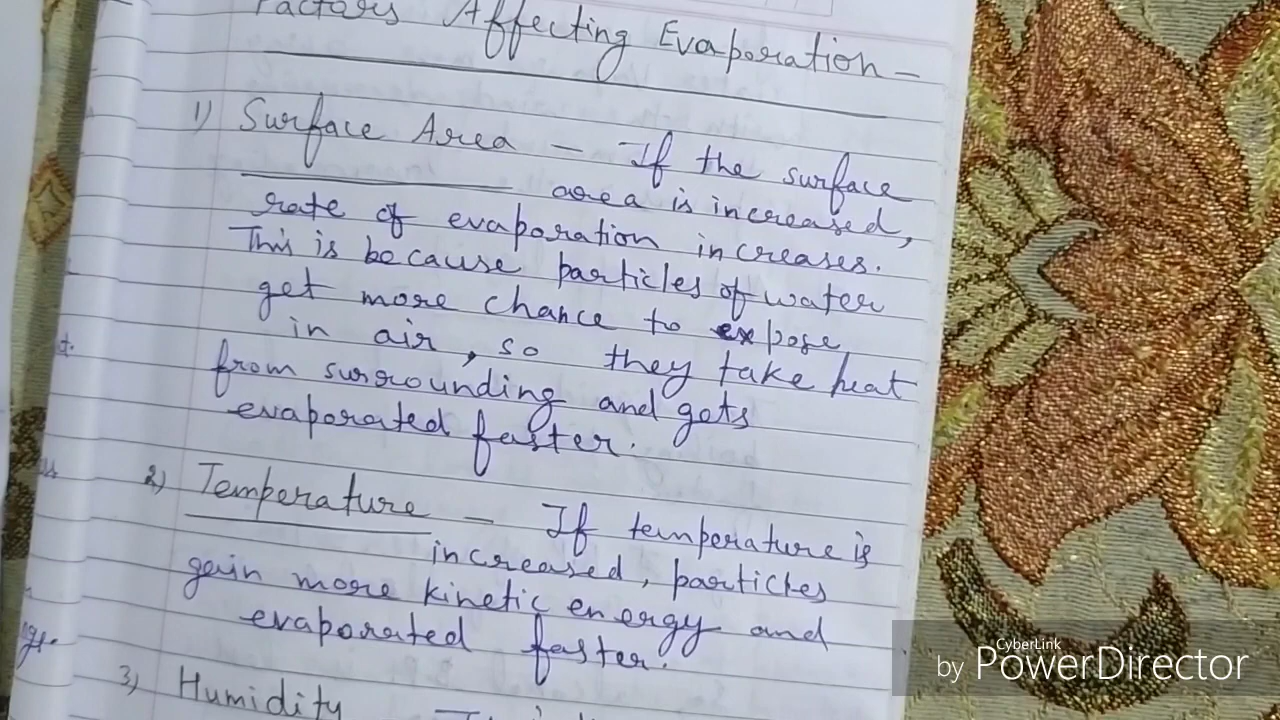 Factors Affecting Evaporation –
1) Surface Area – If the surface
area is increased,
rate of evaporation increases.
This is because particles of water
get more chance to expose
in air, so they take heat
from surrounding and gets
evaporated faster.
2) Temperature – If temperature is
increased, particles
gain more kinetic energy and
evaporated faster.
3) Humidity –
CyberLink
by PowerDirector